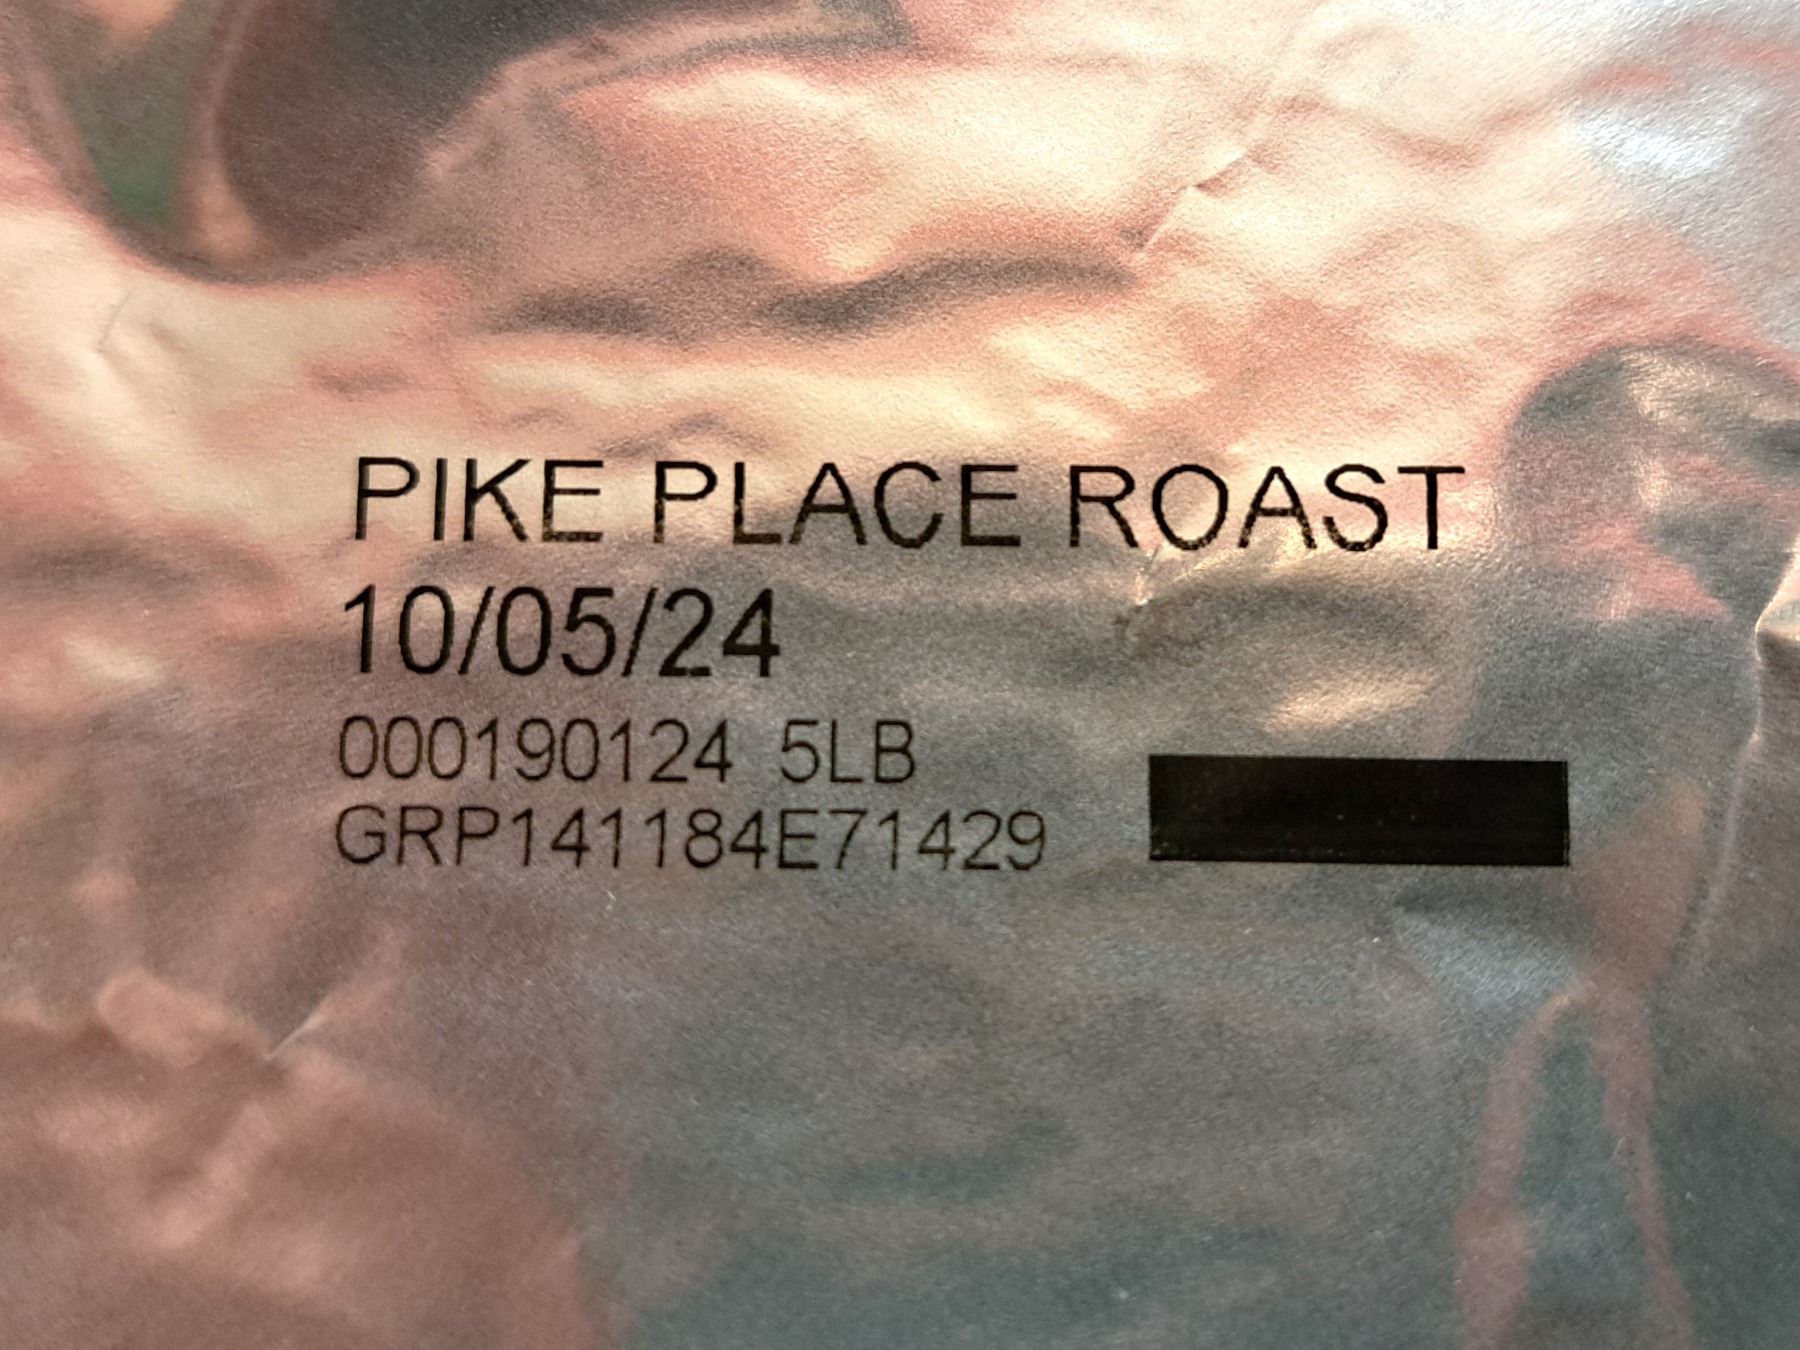 PIKE PLACE ROAST
10/05/24
000190124 5LB
GRP141184E71429